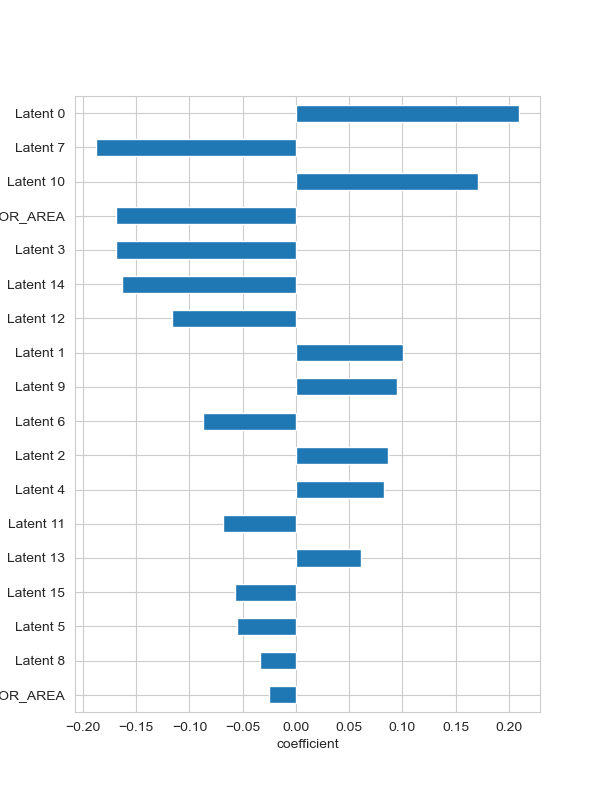 Latent 0
Latent 7
Latent 10
OR_AREA
Latent 3
Latent 14
Latent 12
Latent 1
Latent 9
Latent 6
Latent 2
Latent 4
Latent 11
Latent 13
Latent 15
Latent 5
Latent 8
OR_AREA
−0.20 −0.15 −0.10 −0.05 0.00 0.05 0.10 0.15 0.20
coefficient